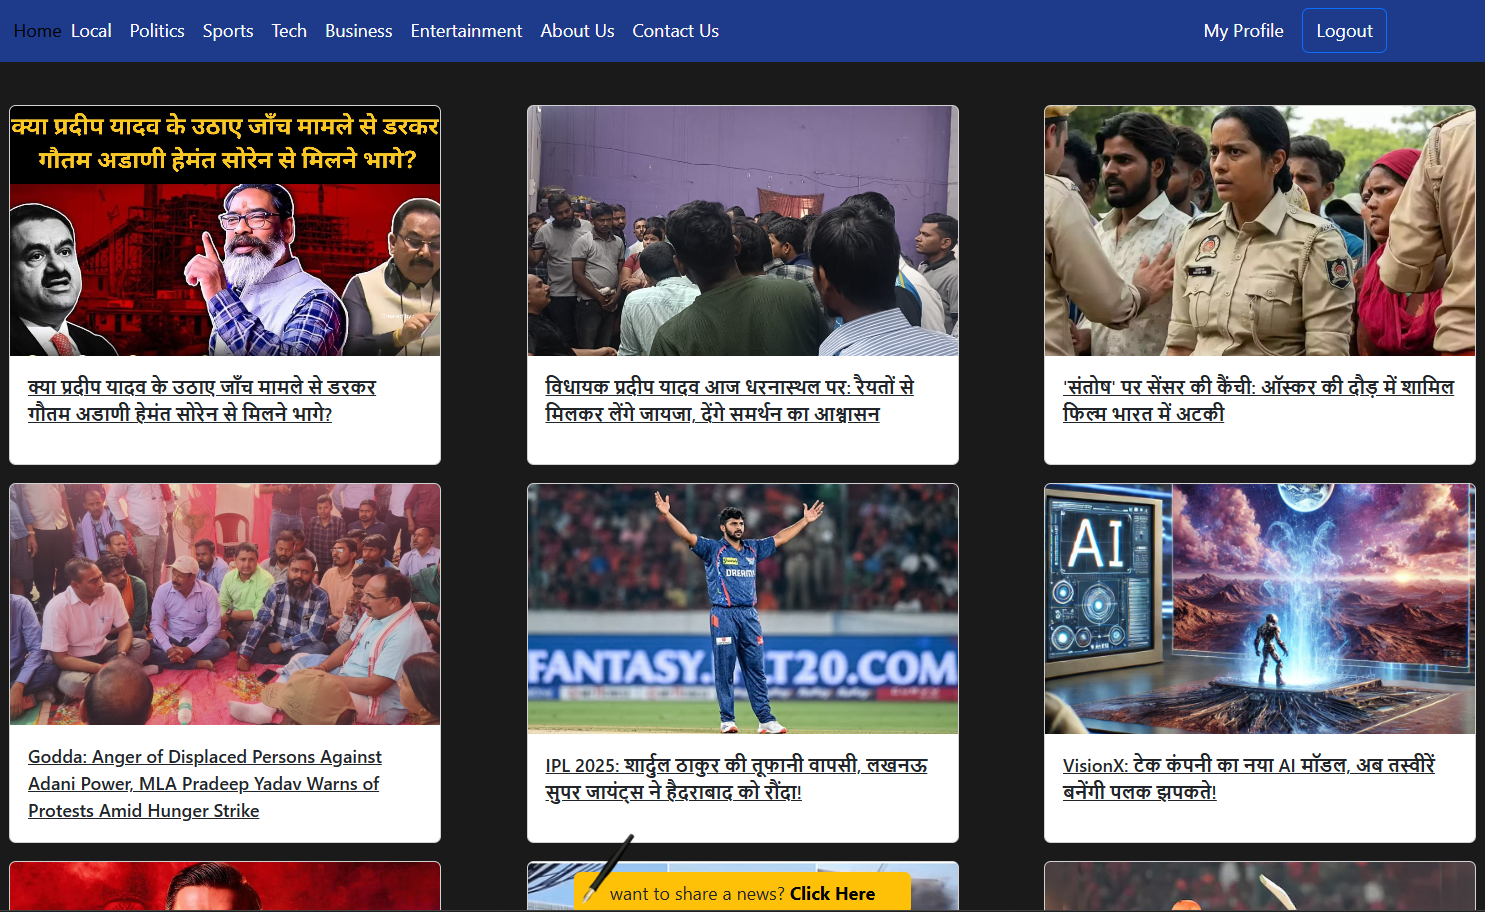 Home Local Politics Sports Tech Business Entertainment About Us Contact Us My Profile Logout
क्या प्रदीप यादव के उठाए जाँच मामले से डरकर
गौतम अडाणी हेमंत सोरेन से मिलने भागे?
क्या प्रदीप यादव के उठाए जाँच मामले से डरकर
गौतम अडाणी हेमंत सोरेन से मिलने भागे?
विधायक प्रदीप यादव आज धरनास्थल पर: रैयतों से
मिलकर लेंगे जायजा, देंगे समर्थन का आश्वासन
'संतोष' पर सेंसर की कैंची: ऑस्कर की दौड़ में शामिल
फिल्म भारत में अटकी
Godda: Anger of Displaced Persons Against
Adani Power, MLA Pradeep Yadav Warns of
Protests Amid Hunger Strike
DREAM11
FANTASY.
T20.COM
IPL 2025: शार्दुल ठाकुर की तूफानी वापसी, लखनऊ
सुपर जायंट्स ने हैदराबाद को रौंदा!
AI
VisionX: टेक कंपनी का नया AI मॉडल, अब तस्वीरें
बनेंगी पलक झपकते!
want to share a news? Click Here